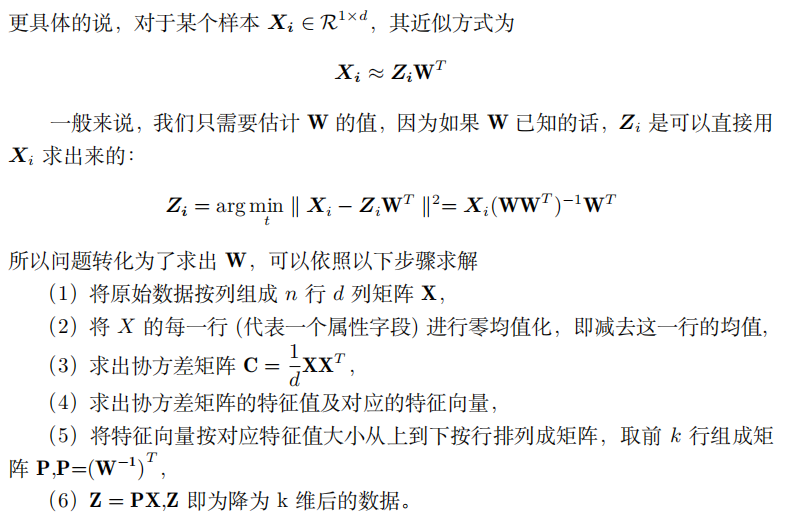 更具体的说，对于某个样本 X_i ∈ R^{1×d}，其近似方式为
X_i ≈ Z_i W^T
一般来说，我们只需要估计 W 的值，因为如果 W 已知的话，Z_i 是可以直接用
X_i 求出来的：
Z_i = arg min_t ‖ X_i − Z_i W^T ‖^2= X_i(WW^T)^{−1}W^T
所以问题转化为了求出 W，可以依照以下步骤求解
（1）将原始数据按列组成 n 行 d 列矩阵 X，
（2）将 X 的每一行 (代表一个属性字段) 进行零均值化，即减去这一行的均值，
（3）求出协方差矩阵 C = \frac{1}{d}XX^T，
（4）求出协方差矩阵的特征值及对应的特征向量，
（5）将特征向量按对应特征值大小从上到下按行排列成矩阵，取前 k 行组成矩
阵 P,P=(W^{−1})^T，
（6）Z = PX,Z 即为降为 k 维后的数据。